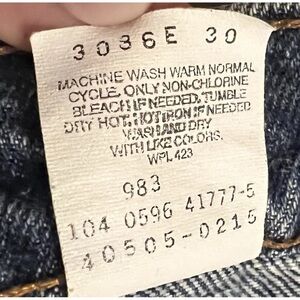 3036E 30
MACHINE WASH WARM NORMAL
CYCLE. ONLY NON-CHLORINE
BLEACH IF NEEDED, TUMBLE
DRY HOT: HOT IRON IF NEEDED
WASH AND DRY
WITH LIKE COLORS.
WPL 423
983
104 0596 41777-5
40505-0215